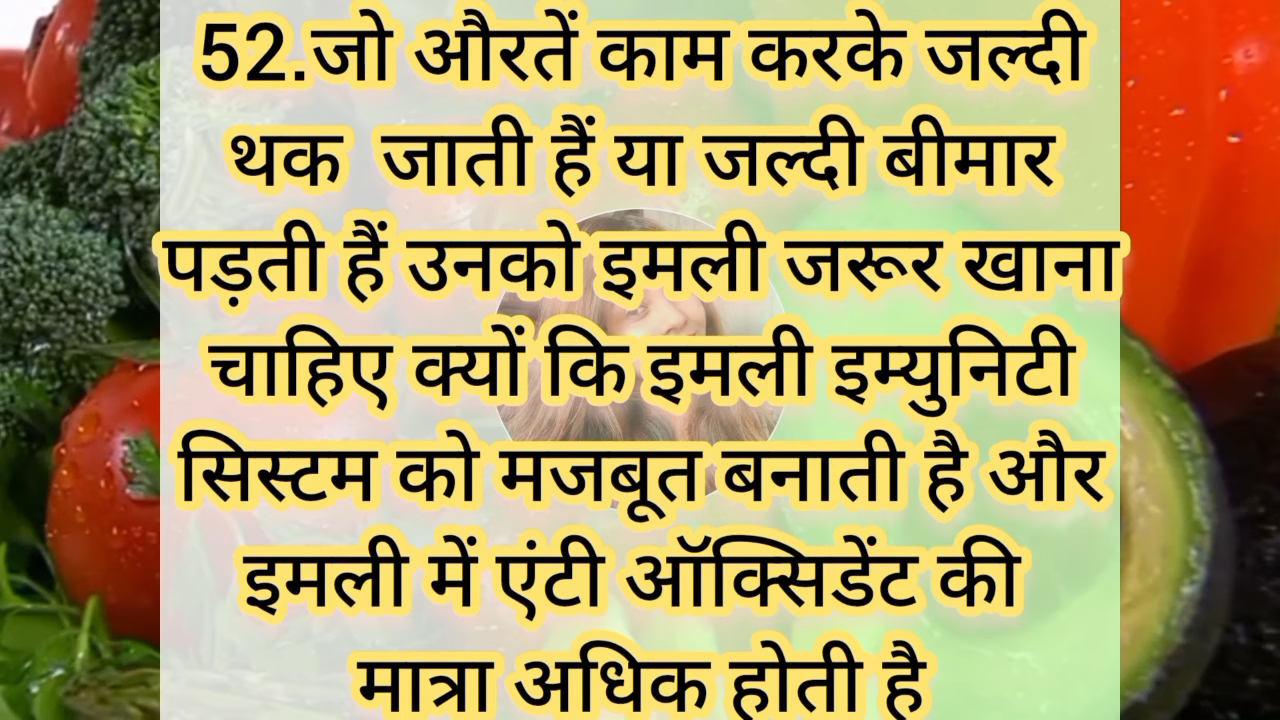 52.जो औरतें काम करके जल्दी
थक जाती हैं या जल्दी बीमार
पड़ती हैं उनको इमली जरूर खाना
चाहिए क्यों कि इमली इम्युनिटी
सिस्टम को मजबूत बनाती है और
इमली में एंटी ऑक्सिडेंट की
मात्रा अधिक होती है